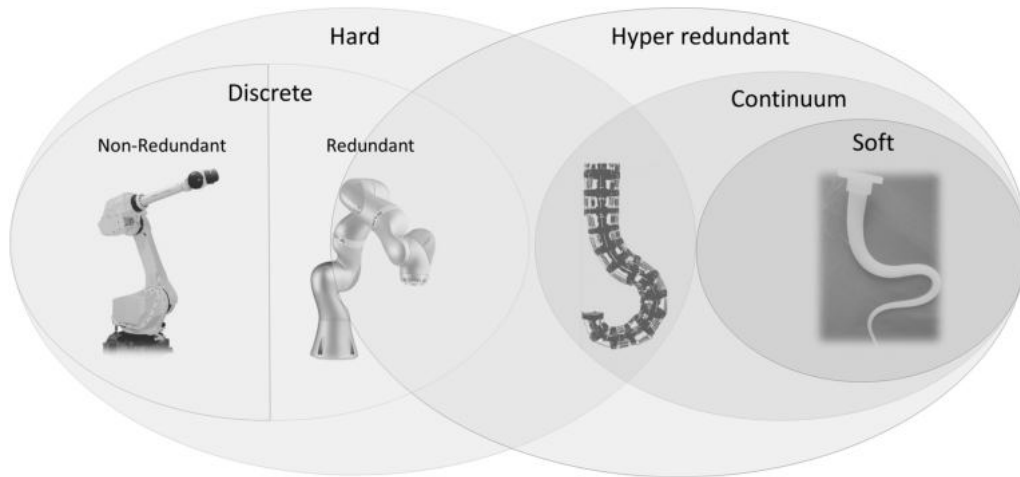 Hard
Hyper redundant
Discrete
Continuum
Non-Redundant
Redundant
Soft